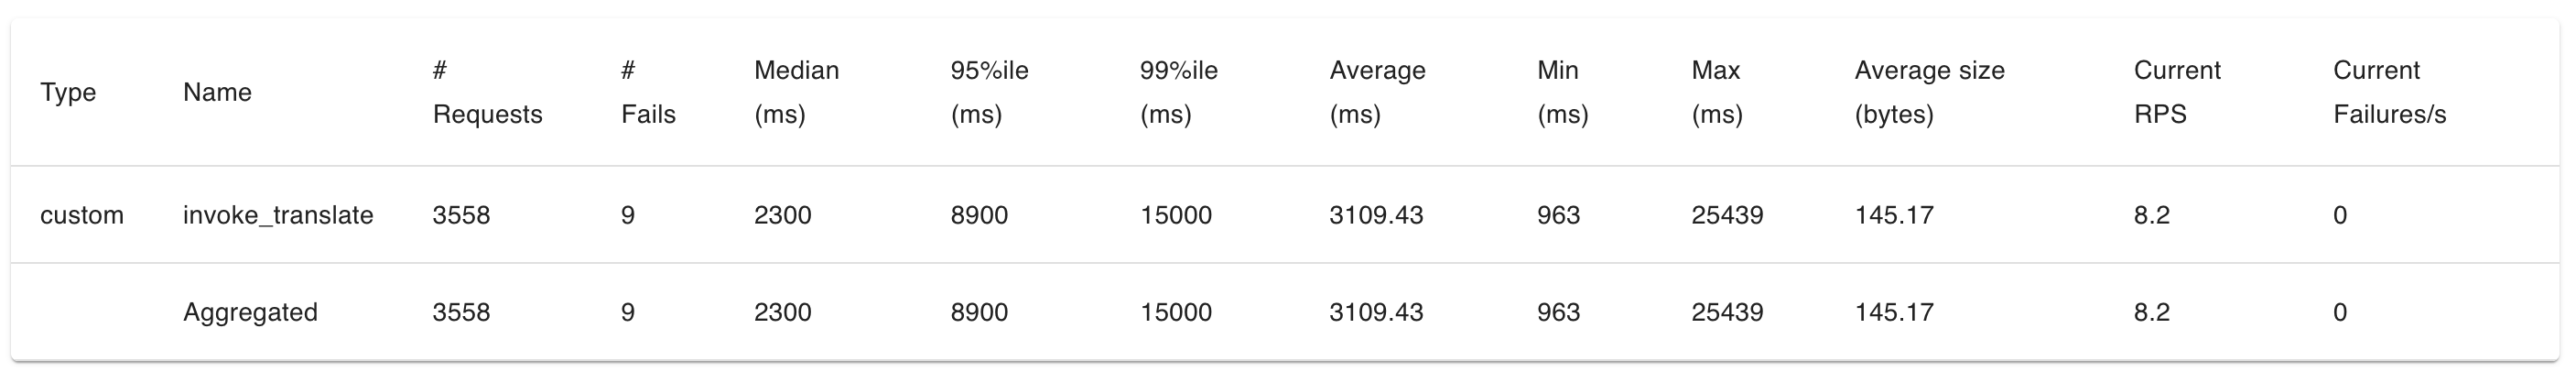 Type Name # Requests # Fails Median (ms) 95%ile (ms) 99%ile (ms) Average (ms) Min (ms) Max (ms) Average size (bytes) Current RPS Current Failures/s
custom invoke_translate 3558 9 2300 8900 15000 3109.43 963 25439 145.17 8.2 0
Aggregated 3558 9 2300 8900 15000 3109.43 963 25439 145.17 8.2 0